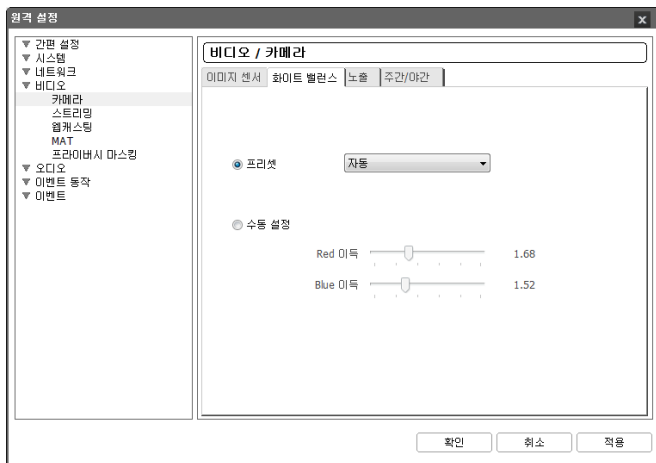 원격 설정
x
간편 설정
시스템
네트워크
비디오
카메라
스트리밍
웹캐스팅
MAT
프라이버시 마스킹
오디오
이벤트 동작
이벤트
비디오 / 카메라
이미지 센서 화이트 밸런스 노출 주간/야간
프리셋 자동
수동 설정
Red 이득 1.68
Blue 이득 1.52
확인 취소 적용